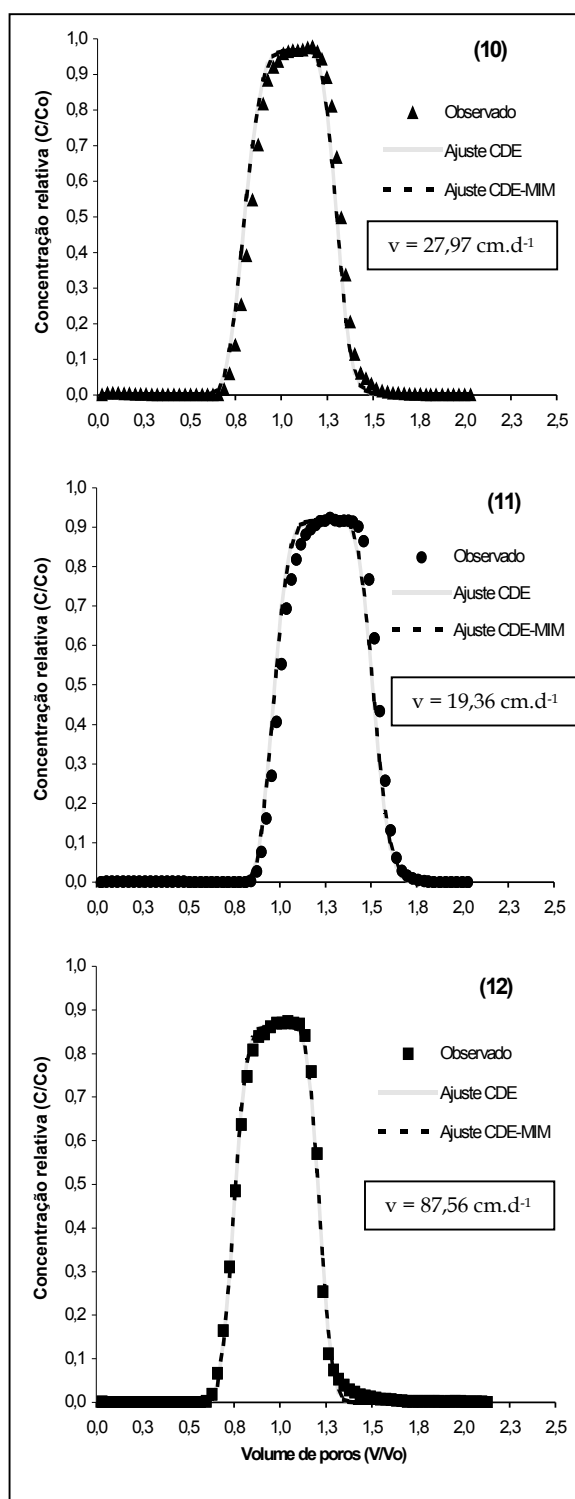 (10)
Concentração relativa (C/Co)
1,0
0,9
0,8
0,7
0,6
0,5
0,4
0,3
0,2
0,1
0,0
Observado
Ajuste CDE
Ajuste CDE-MIM
v = 27,97 cm.d-1
0,0 0,3 0,5 0,8 1,0 1,3 1,5 1,8 2,0 2,3 2,5
(11)
Concentração relativa (C/Co)
1,0
0,9
0,8
0,7
0,6
0,5
0,4
0,3
0,2
0,1
0,0
Observado
Ajuste CDE
Ajuste CDE-MIM
v = 19,36 cm.d-1
0,0 0,3 0,5 0,8 1,0 1,3 1,5 1,8 2,0 2,3 2,5
(12)
Concentração relativa (C/Co)
1,0
0,9
0,8
0,7
0,6
0,5
0,4
0,3
0,2
0,1
0,0
Observado
Ajuste CDE
Ajuste CDE-MIM
v = 87,56 cm.d-1
0,0 0,3 0,5 0,8 1,0 1,3 1,5 1,8 2,0 2,3 2,5
Volume de poros (V/Vo)